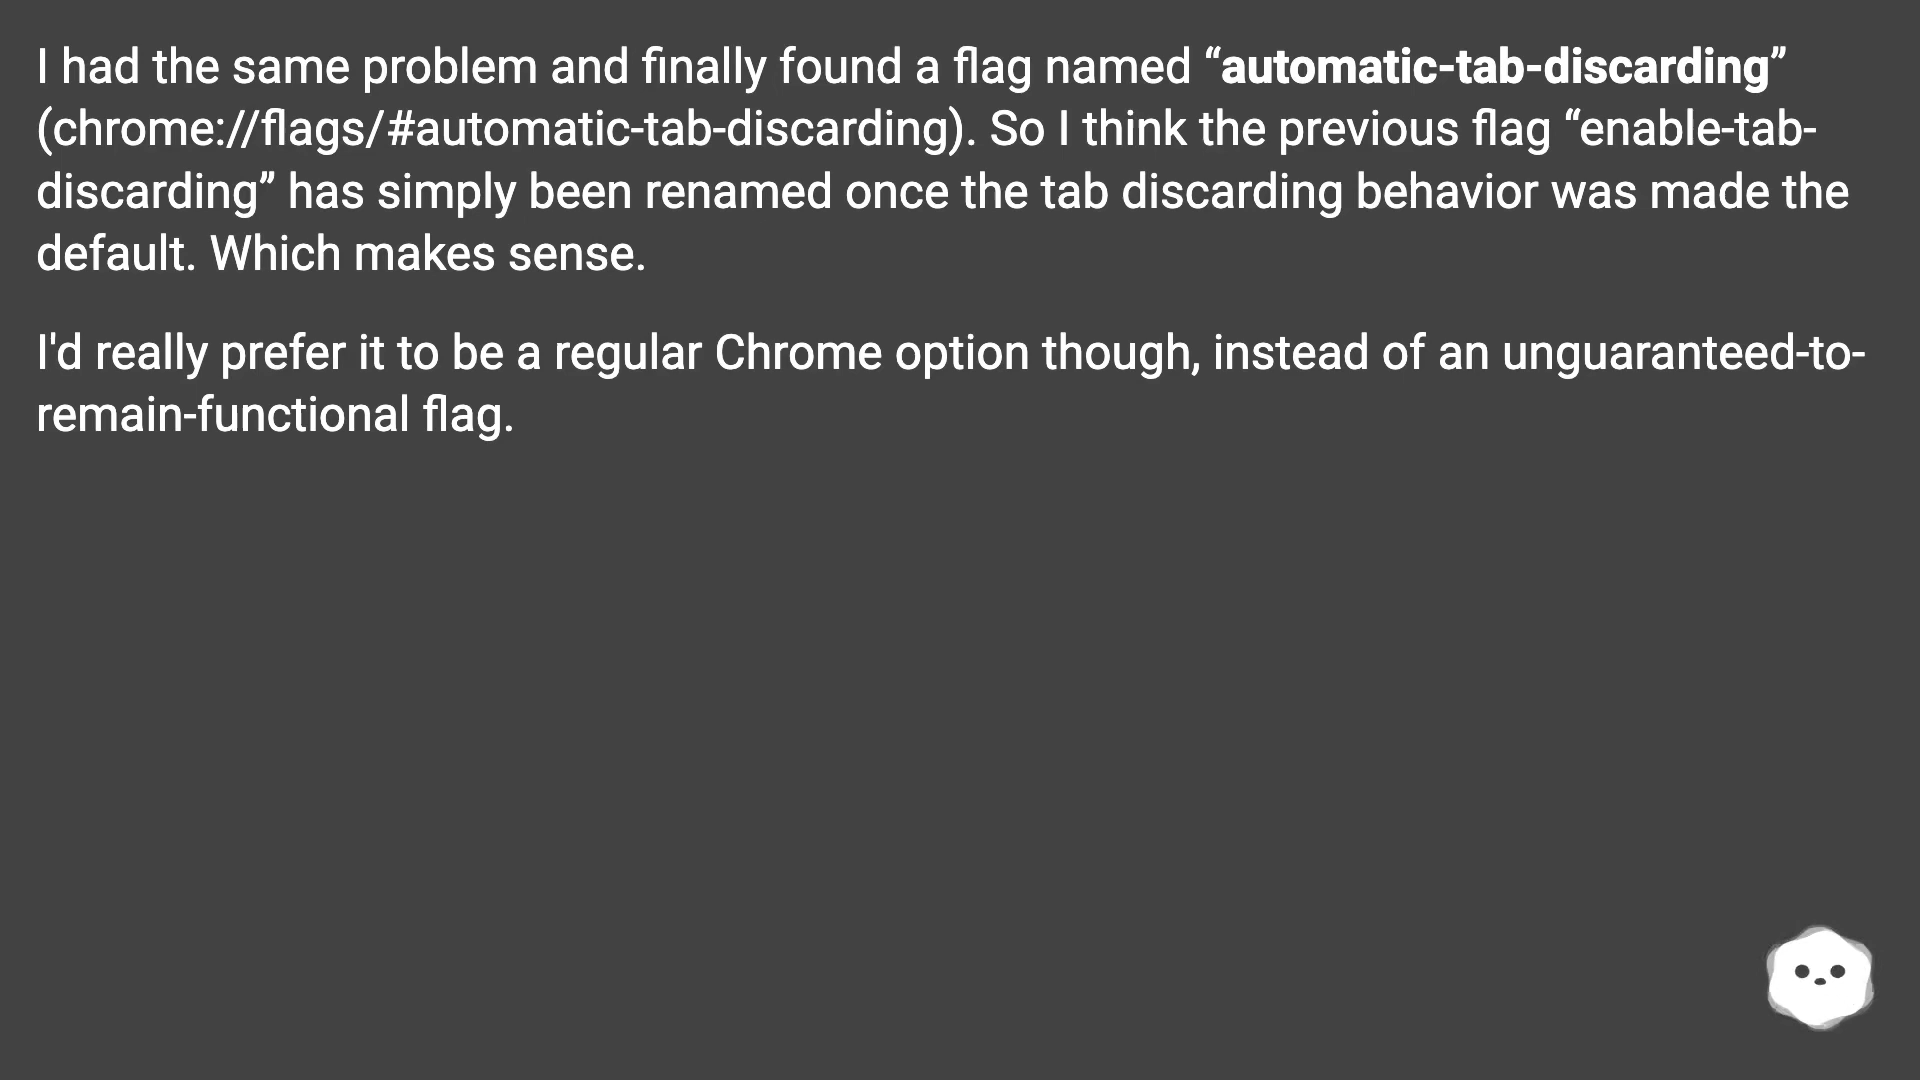 I had the same problem and finally found a flag named “automatic-tab-discarding”
(chrome://flags/#automatic-tab-discarding). So I think the previous flag “enable-tab-
discarding” has simply been renamed once the tab discarding behavior was made the
default. Which makes sense.
I'd really prefer it to be a regular Chrome option though, instead of an unguaranteed-to-
remain-functional flag.